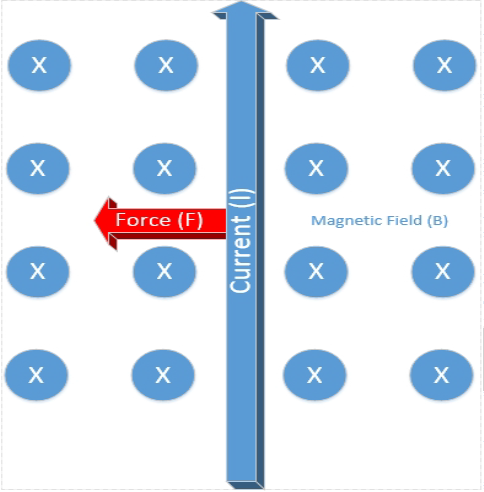 X X X X
X X X X
Force (F)
Current (I)
Magnetic Field (B)
X X X X
X X X X